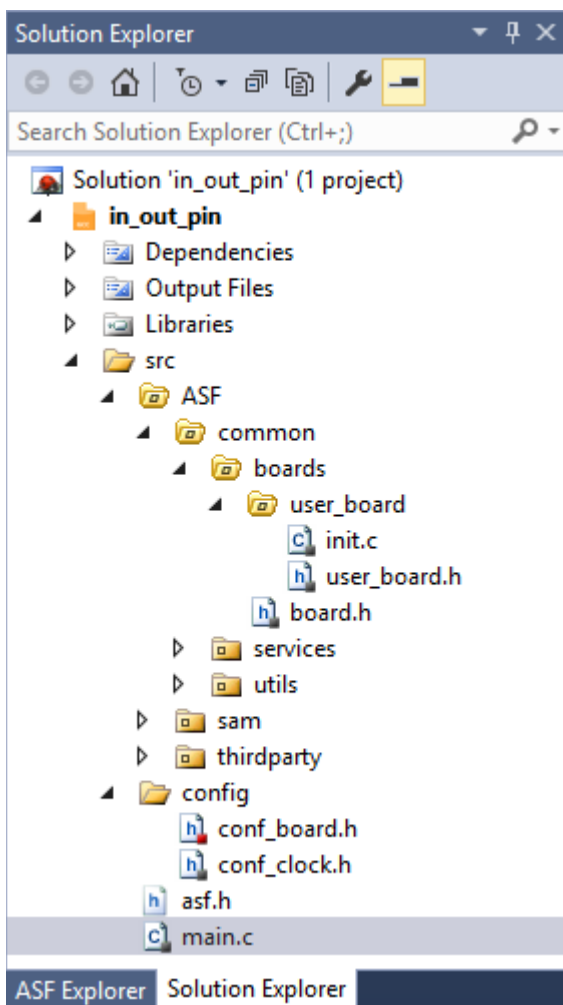 Solution Explorer
Search Solution Explorer (Ctrl+;)
Solution 'in_out_pin' (1 project)
in_out_pin
Dependencies
Output Files
Libraries
src
ASF
common
boards
user_board
init.c
user_board.h
board.h
services
utils
sam
thirdparty
config
conf_board.h
conf_clock.h
asf.h
main.c
ASF Explorer Solution Explorer